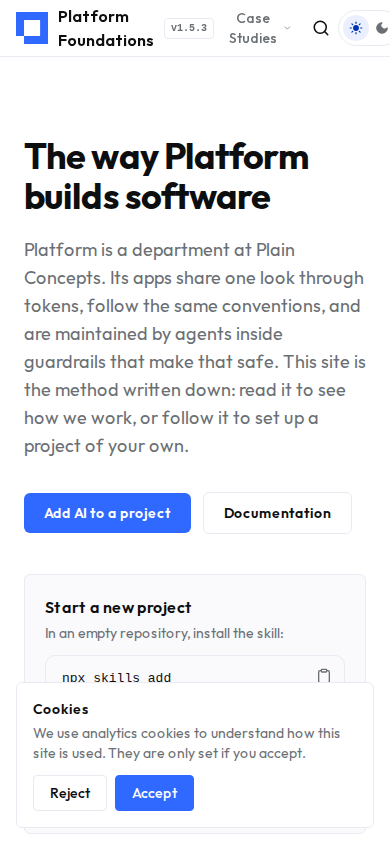 Platform
Foundations
v1.5.3
Case
Studies
The way Platform
builds software
Platform is a department at Plain
Concepts. Its apps share one look through
tokens, follow the same conventions, and
are maintained by agents inside
guardrails that make that safe. This site is
the method written down: read it to see
how we work, or follow it to set up a
project of your own.
Add AI to a project
Documentation
Start a new project
In an empty repository, install the skill:
npx skills add
Cookies
We use analytics cookies to understand how this
site is used. They are only set if you accept.
Reject
Accept